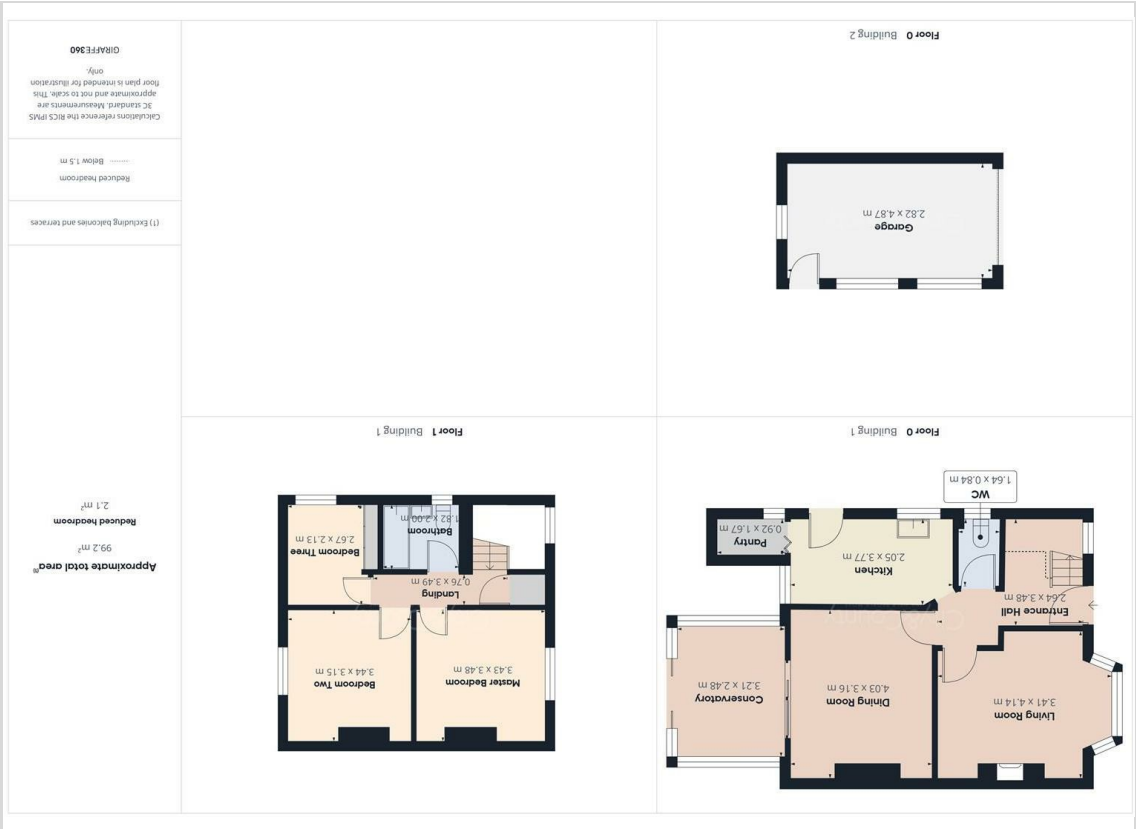 Living Room
3.41 x 4.14 m
Dining Room
4.03 x 3.16 m
Conservatory
3.21 x 2.48 m
Entrance Hall
2.64 x 3.48 m
Kitchen
2.05 x 3.77 m
Pantry
0.92 x 1.67 m
WC
1.64 x 0.84 m
Floor 0 Building 1
Master Bedroom
3.43 x 3.48 m
Bedroom Two
3.44 x 3.15 m
Landing
0.76 x 3.49 m
Bathroom
1.82 x 2.00 m
Bedroom Three
2.67 x 2.13 m
Floor 1 Building 1
Garage
2.82 x 4.87 m
Floor 0 Building 2
Approximate total area(1)
99.2 m²
Reduced headroom
2.1 m²
(1) Excluding balconies and terraces
Reduced headroom
....... Below 1.5 m
Calculations reference the RICS IPMS
3C standard. Measurements are
approximate and not to scale. This
floor plan is intended for illustration
only.
GIRAFFE360